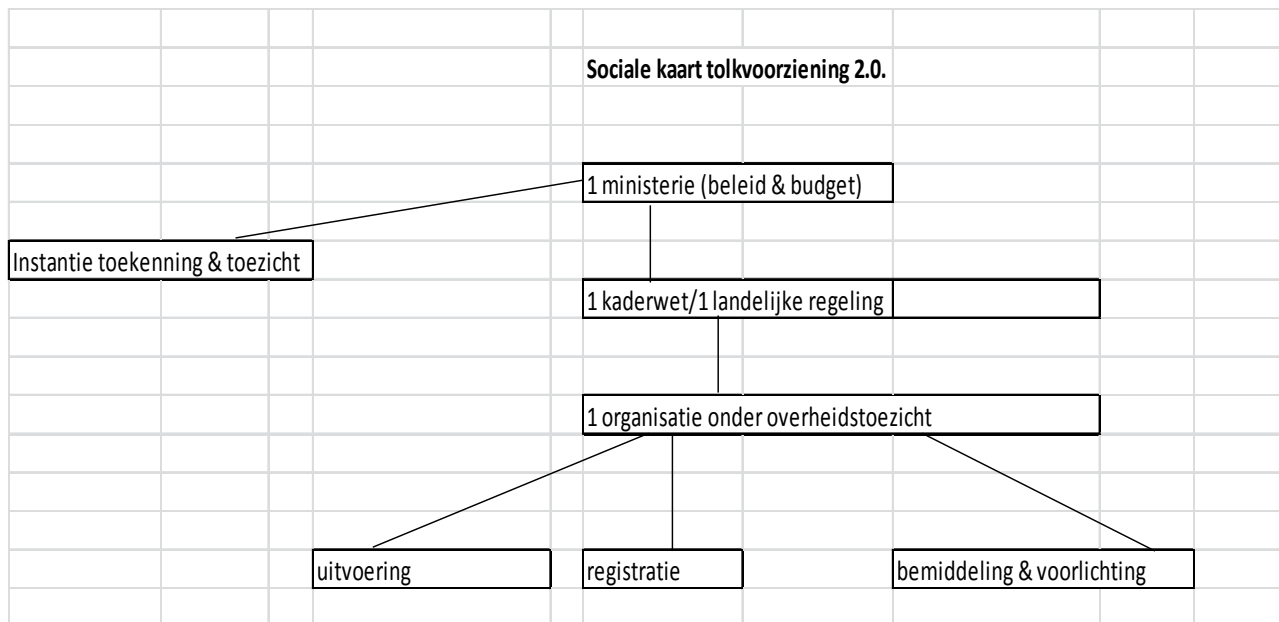 Sociale kaart tolkvoorziening 2.0.
1 ministerie (beleid & budget)
Instantie toekenning & toezicht
1 kaderwet/1 landelijke regeling
1 organisatie onder overheidstoezicht
uitvoering
registratie
bemiddeling & voorlichting